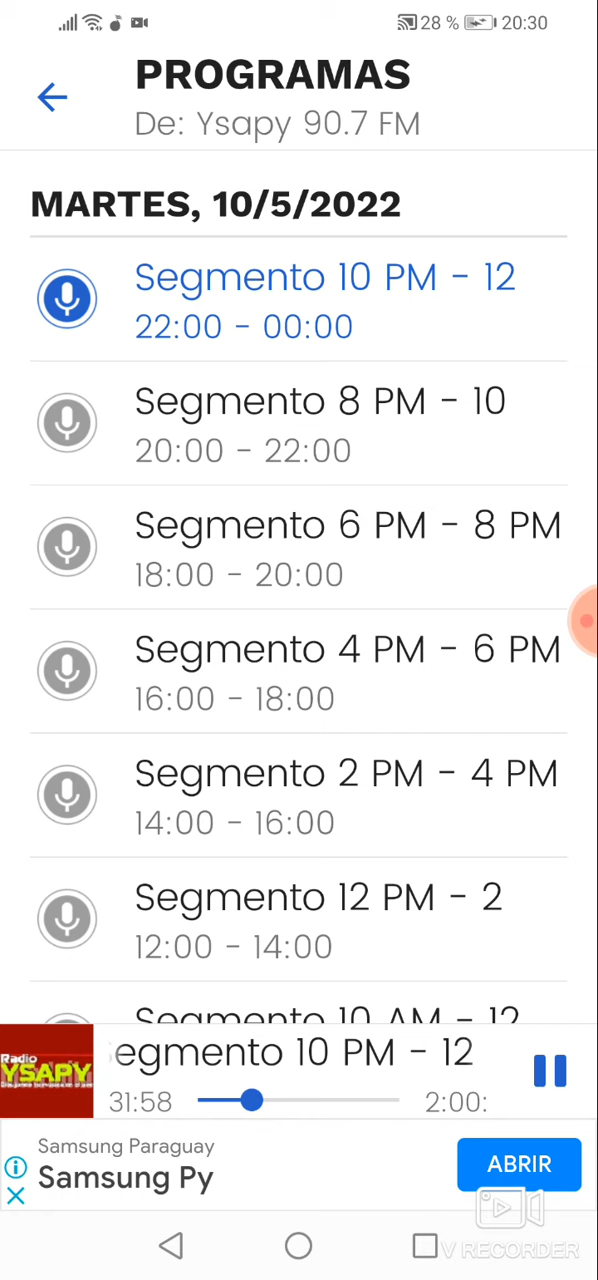 28 % 20:30
PROGRAMAS
De: Ysapy 90.7 FM
MARTES, 10/5/2022
Segmento 10 PM - 12
22:00 - 00:00
Segmento 8 PM - 10
20:00 - 22:00
Segmento 6 PM - 8 PM
18:00 - 20:00
Segmento 4 PM - 6 PM
16:00 - 18:00
Segmento 2 PM - 4 PM
14:00 - 16:00
Segmento 12 PM - 2
12:00 - 14:00
Segmento 10 AM - 12
Radio
YSAPY
egmento 10 PM - 12
31:58 2:00:
Samsung Paraguay
Samsung Py
ABRIR
V RECORDER